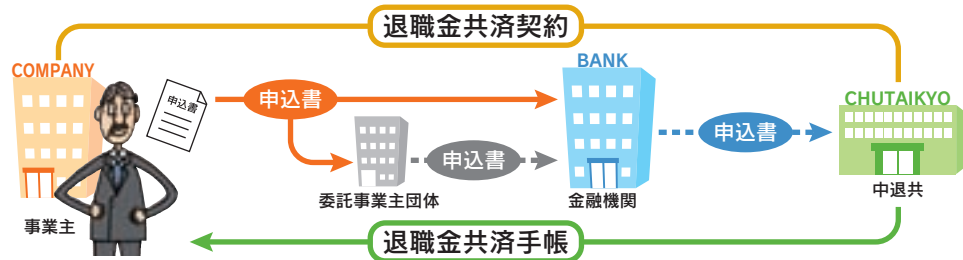 退職金共済契約
COMPANY
BANK
CHUTAIKYO
申込書
申込書
申込書
申込書
委託事業主団体
金融機関
中退共
事業主
退職金共済手帳